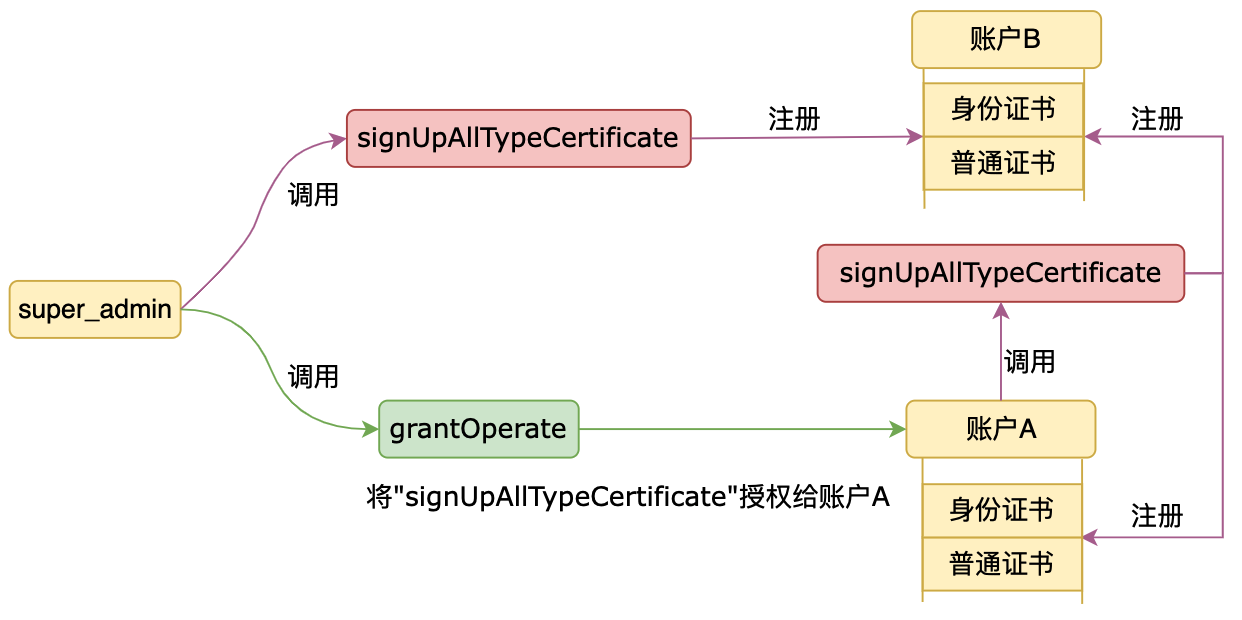 账户B
身份证书
普通证书
signUpAllTypeCertificate
注册
注册
调用
signUpAllTypeCertificate
super_admin
调用
调用
grantOperate
账户A
将"signUpAllTypeCertificate"授权给账户A
身份证书
普通证书
注册